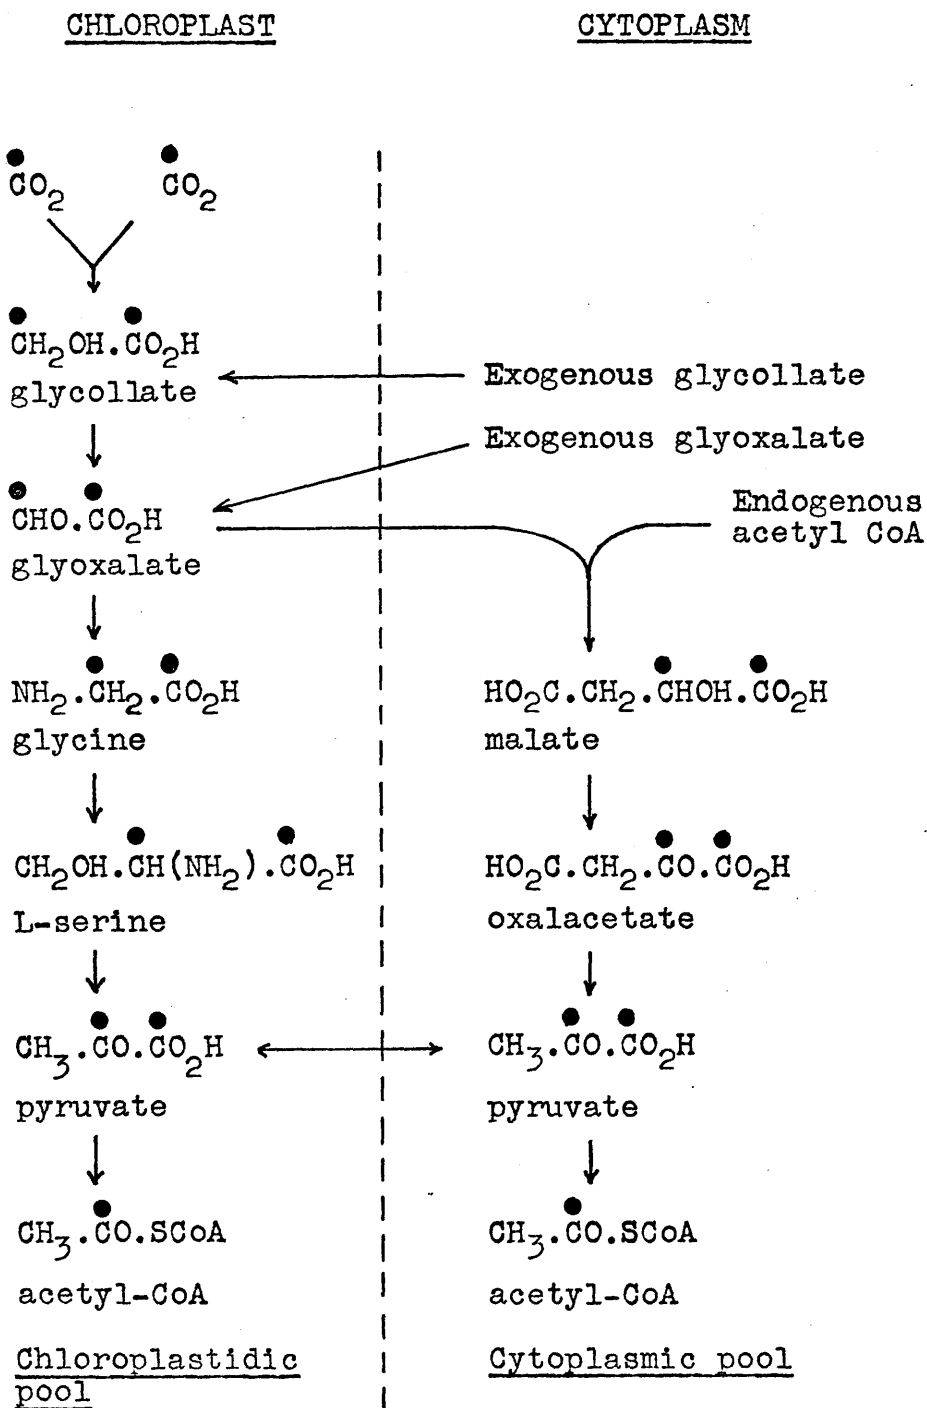 CHLOROPLAST
CYTOPLASM
CO2 CO2
CH2OH.CO2H
glycollate
Exogenous glycollate
Exogenous glyoxalate
CHO.CO2H
glyoxalate
Endogenous
acetyl CoA
NH2.CH2.CO2H
glycine
HO2C.CH2.CHOH.CO2H
malate
CH2OH.CH(NH2).CO2H
L-serine
HO2C.CH2.CO.CO2H
oxalacetate
CH3.CO.CO2H
pyruvate
CH3.CO.CO2H
pyruvate
CH3.CO.SCoA
acetyl-CoA
CH3.CO.SCoA
acetyl-CoA
Chloroplastidic
pool
Cytoplasmic pool